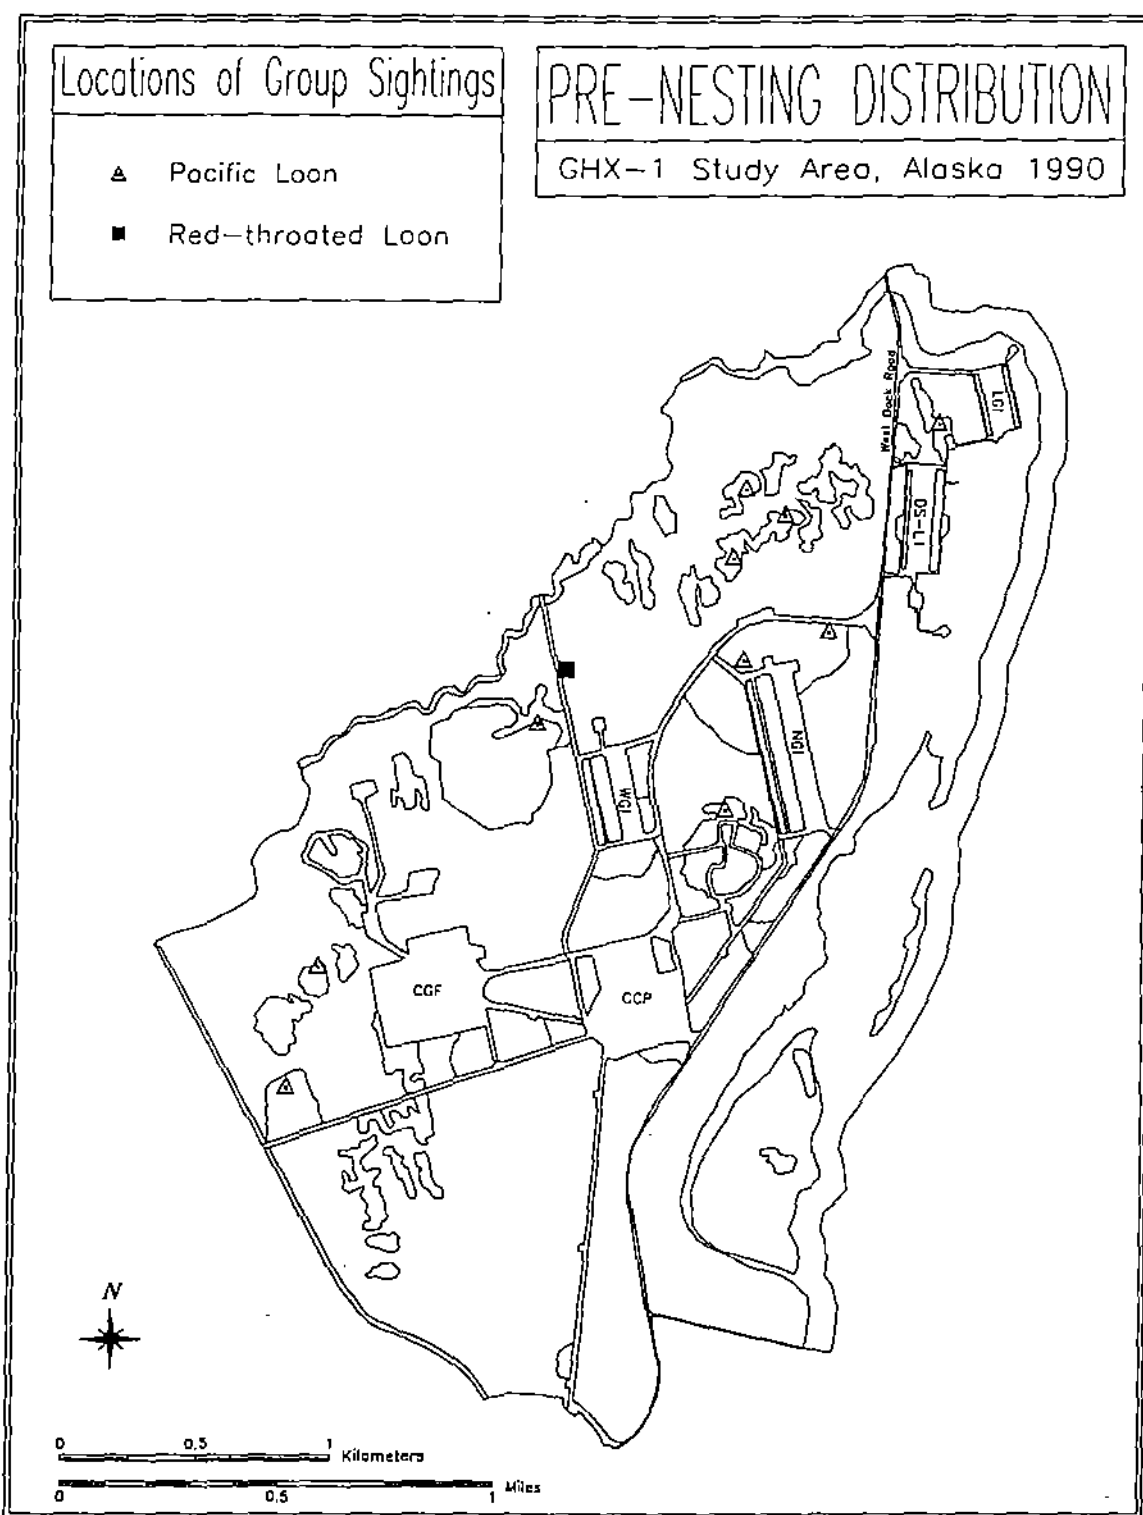 Locations of Group Sightings
Pacific Loon
Red-throated Loon
PRE-NESTING DISTRIBUTION
GHX-1 Study Area, Alaska 1990
West Dock Road
LGI
DS-L1
NGI
WGI
CGF
CCP
N
0 0.5 1 Kilometers
0 0.5 1 Miles